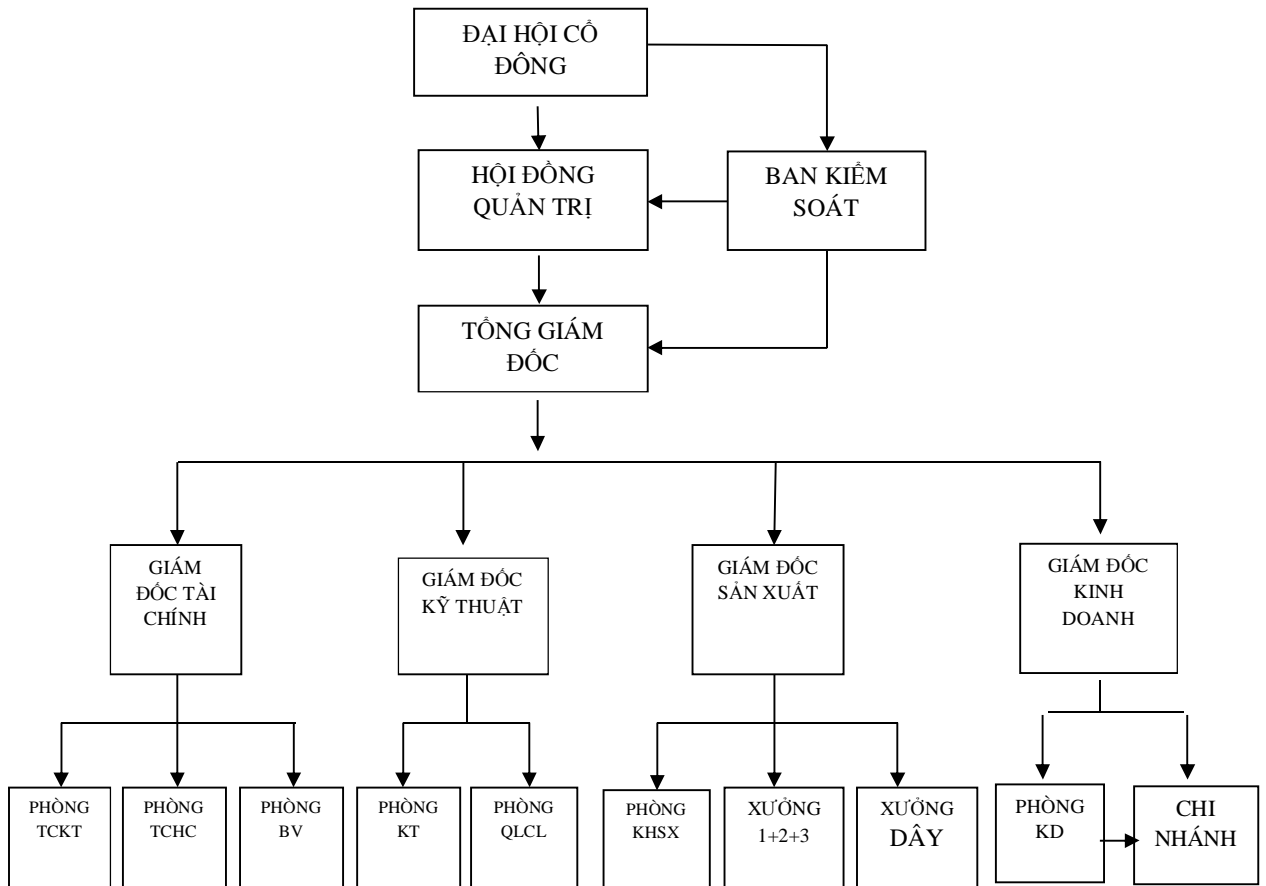 ĐẠI HỘI CỔ
ĐÔNG
HỘI ĐỒNG
QUẢN TRỊ
BAN KIỂM
SOÁT
TỔNG GIÁM
ĐỐC
GIÁM
ĐỐC TÀI
CHÍNH
GIÁM ĐỐC
KỸ THUẬT
GIÁM ĐỐC
SẢN XUẤT
GIÁM ĐỐC
KINH
DOANH
PHÒNG
TCKT
PHÒNG
TCHC
PHÒNG
BV
PHÒNG
KT
PHÒNG
QLCL
PHÒNG
KHSX
XƯỞNG
1+2+3
XƯỞNG
DÂY
PHÒNG
KD
CHI
NHÁNH